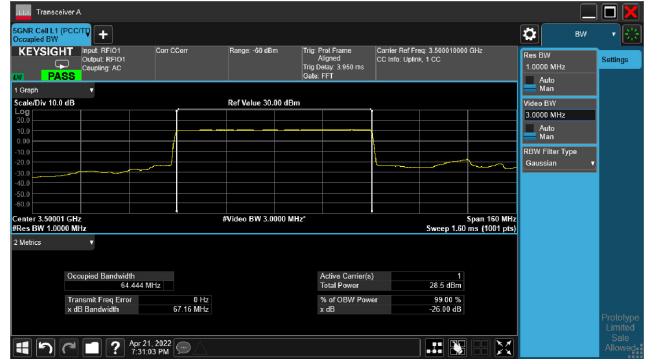 Transceiver A
5GNR Cell L1 (PCC/TD
Occupied BW
BW
KEYSIGHT
Input: RFIO1
Output: RFIO1
Coupling: AC
Corr CCorr
Range: -60 dBm
Trig: Prot Frame
Aligned
Trig Delay: 3.950 ms
Gate: FFT
Carrier Ref Freq: 3.500010000 GHz
CC Info: Uplink, 1 CC
PASS
Res BW
1.0000 MHz
Auto
Man
Settings
Video BW
3.0000 MHz
Auto
Man
RBW Filter Type
Gaussian
1 Graph
Scale/Div 10.0 dB
Ref Value 30.00 dBm
Log
20.0
10.0
0.00
-10.0
-20.0
-30.0
-40.0
-50.0
-60.0
Center 3.50001 GHz
#Video BW 3.0000 MHz*
Span 160 MHz
#Res BW 1.0000 MHz
Sweep 1.60 ms (1001 pts)
2 Metrics
Occupied Bandwidth
64.444 MHz
Active Carrier(s) 1
Total Power 28.5 dBm
Transmit Freq Error 0 Hz
x dB Bandwidth 67.16 MHz
% of OBW Power 99.00 %
x dB -26.00 dB
Prototype
Limited
Sale
Allowed
Apr 21, 2022
7:31:03 PM